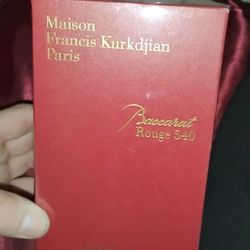 Maison
Francis Kurkdjian
Paris
Baccarat
Rouge 540